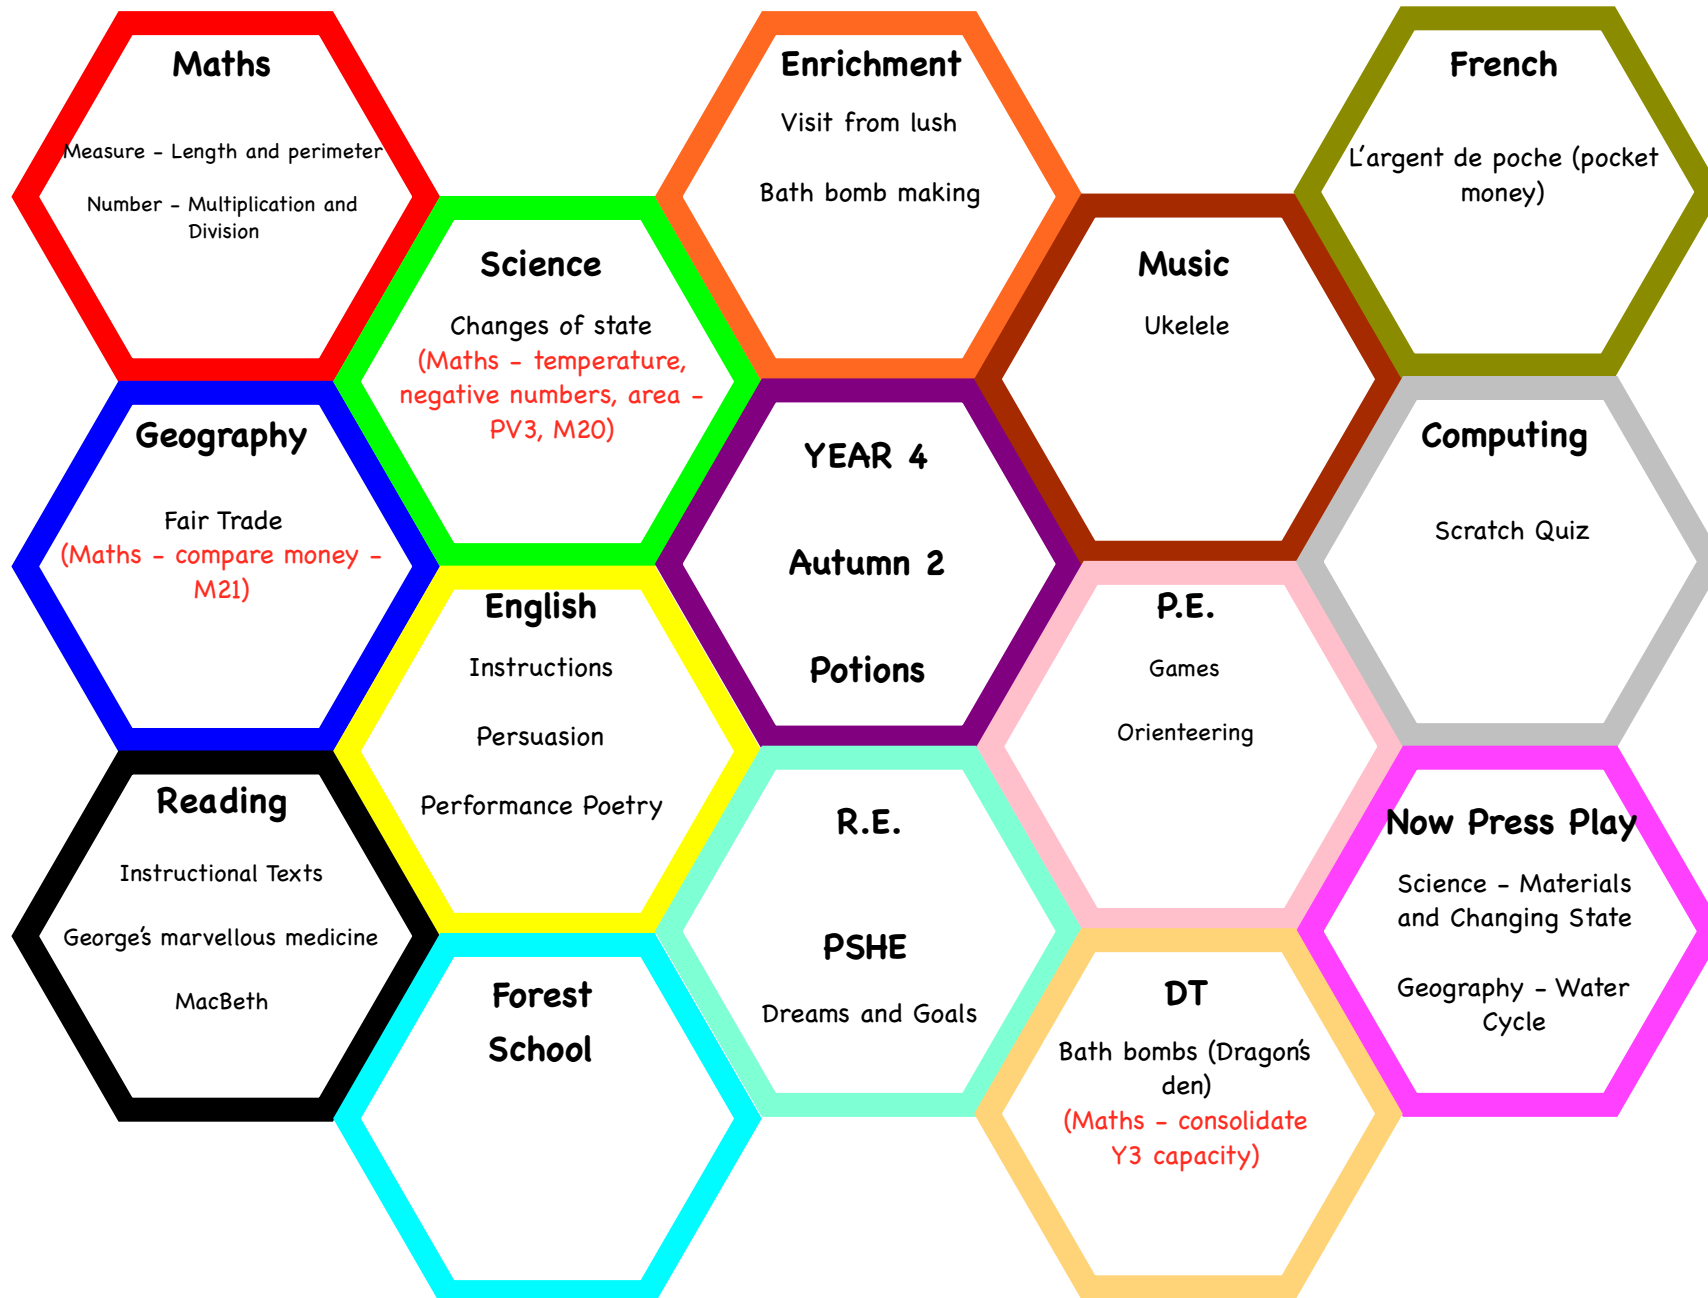 Maths
Measure - Length and perimeter
Number - Multiplication and
Division
Enrichment
Visit from lush
Bath bomb making
French
L'argent de poche (pocket
money)
Science
Changes of state
(Maths - temperature,
negative numbers, area -
PV3, M20)
Music
Ukelele
Geography
Fair Trade
(Maths - compare money -
M21)
YEAR 4
Autumn 2
Potions
Computing
Scratch Quiz
English
Instructions
Persuasion
Performance Poetry
P.E.
Games
Orienteering
Reading
Instructional Texts
George's marvellous medicine
MacBeth
R.E.
PSHE
Dreams and Goals
Now Press Play
Science - Materials
and Changing State
Geography - Water
Cycle
Forest
School
DT
Bath bombs (Dragon's
den)
(Maths - consolidate
Y3 capacity)